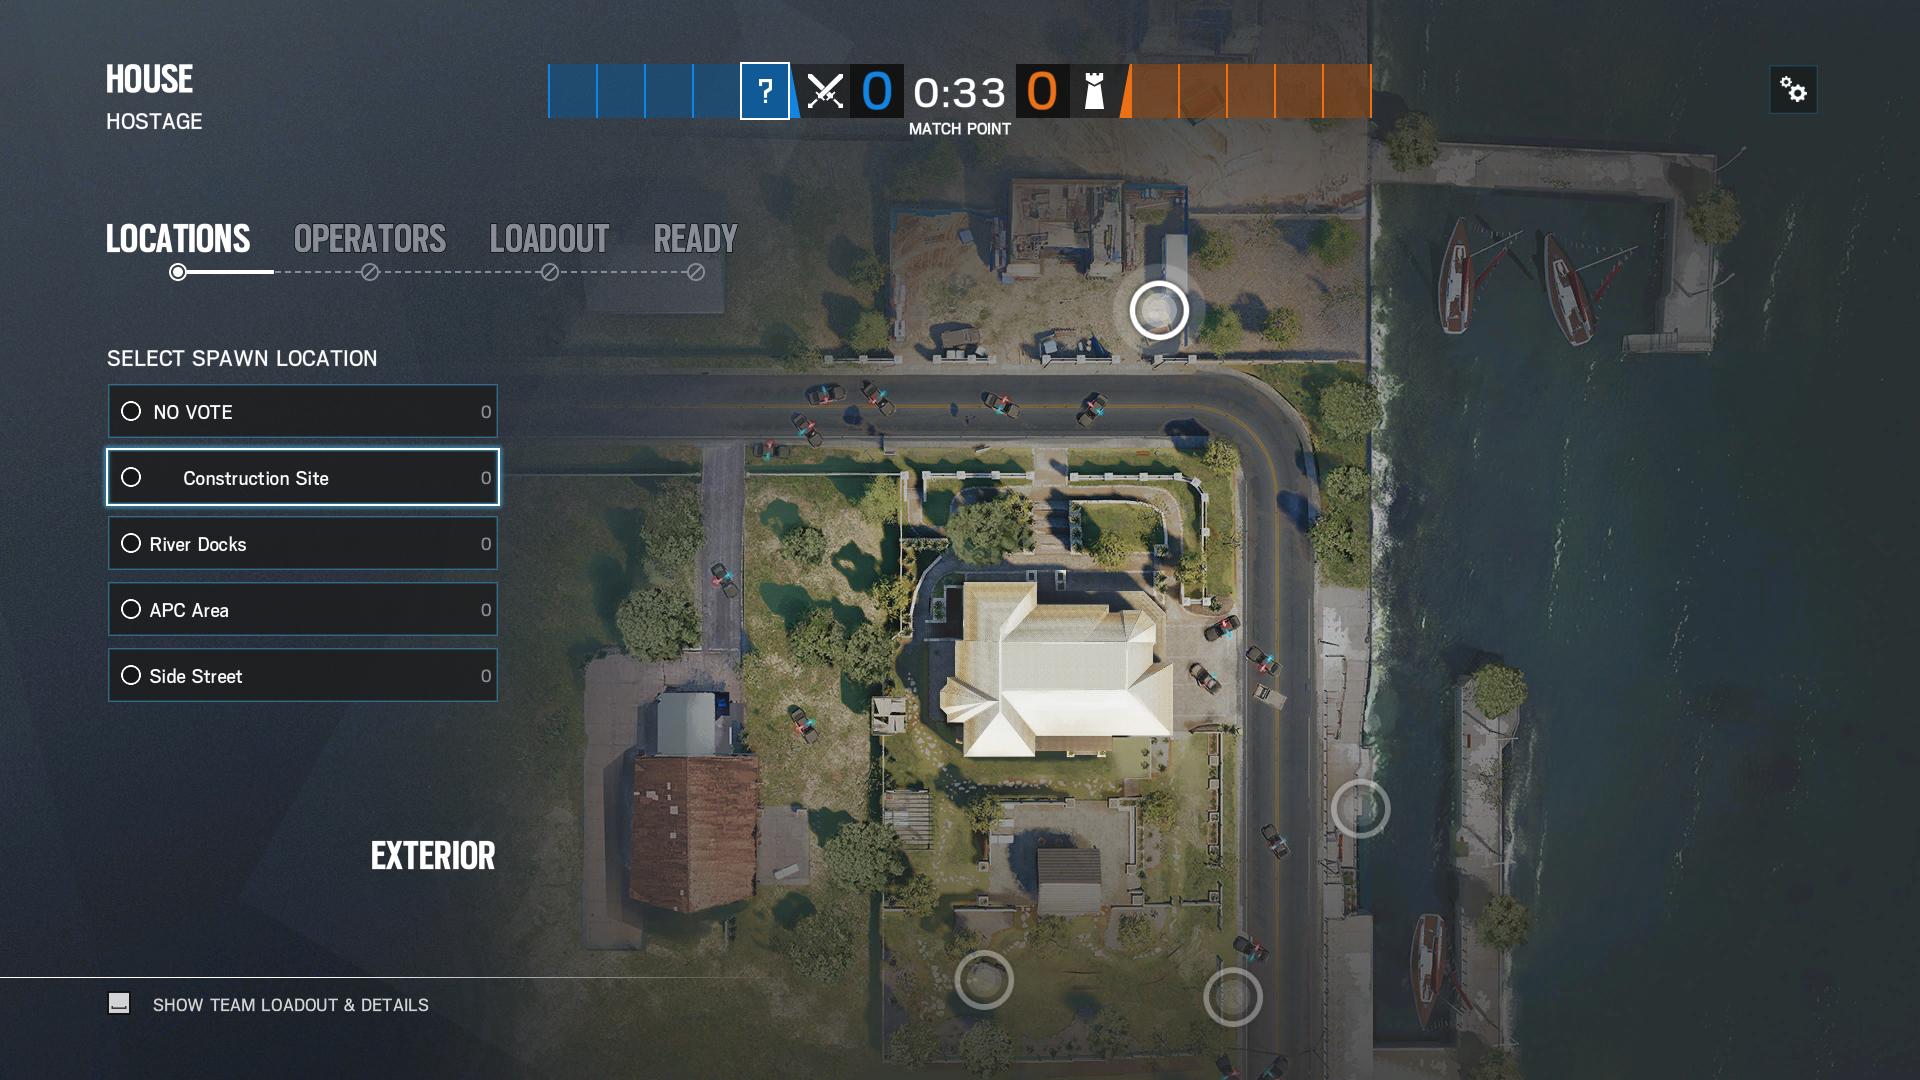 HOUSE
HOSTAGE
? 0 0:33 0
MATCH POINT
LOCATIONS OPERATORS LOADOUT READY
SELECT SPAWN LOCATION
NO VOTE 0
Construction Site 0
River Docks 0
APC Area 0
Side Street 0
EXTERIOR
SHOW TEAM LOADOUT & DETAILS